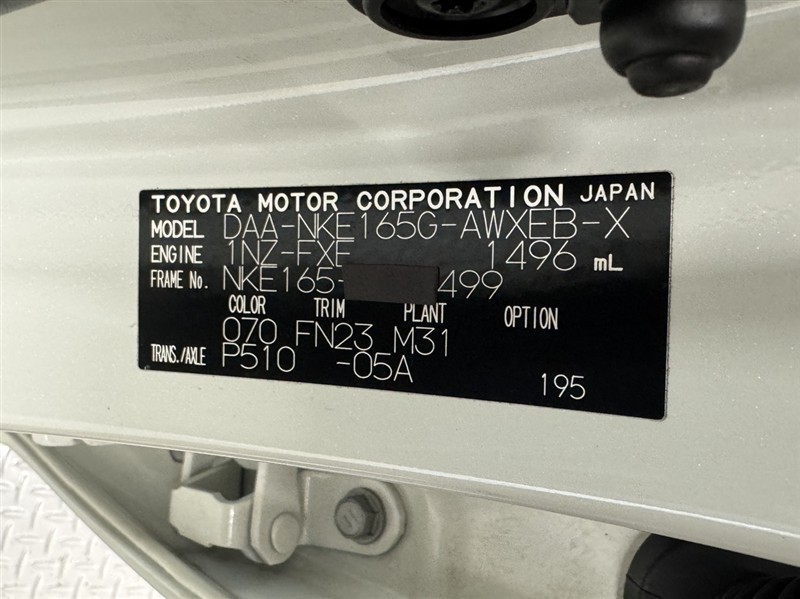 TOYOTA MOTOR CORPORATION JAPAN
MODEL DAA-NKE165G-AWXEB-X
ENGINE 1NZ-FXE 1496 mL
FRAME No. NKE165- 499
COLOR TRIM PLANT OPTION
070 FN23 M31
TRANS./AXLE P510 -05A
195